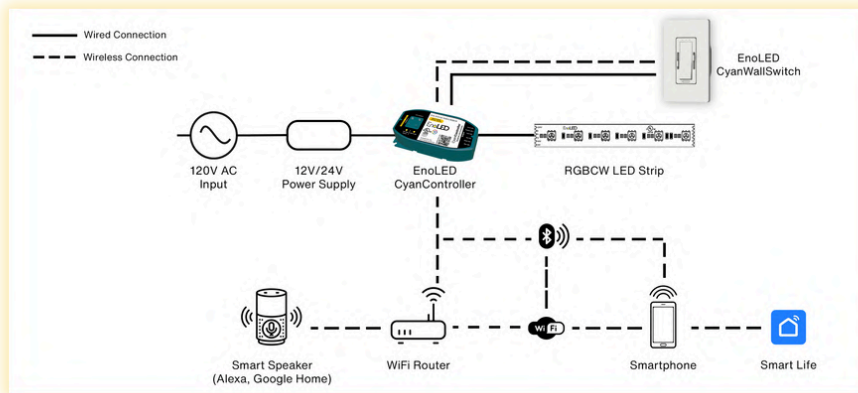 Wired Connection
Wireless Connection
EnoLED
CyanWallSwitch
EnoLED
120V AC
Input
12V/24V
Power Supply
EnoLED
CyanController
RGBCW LED Strip
Wi Fi
Smart Speaker
(Alexa, Google Home)
WiFi Router
Smartphone
Smart Life